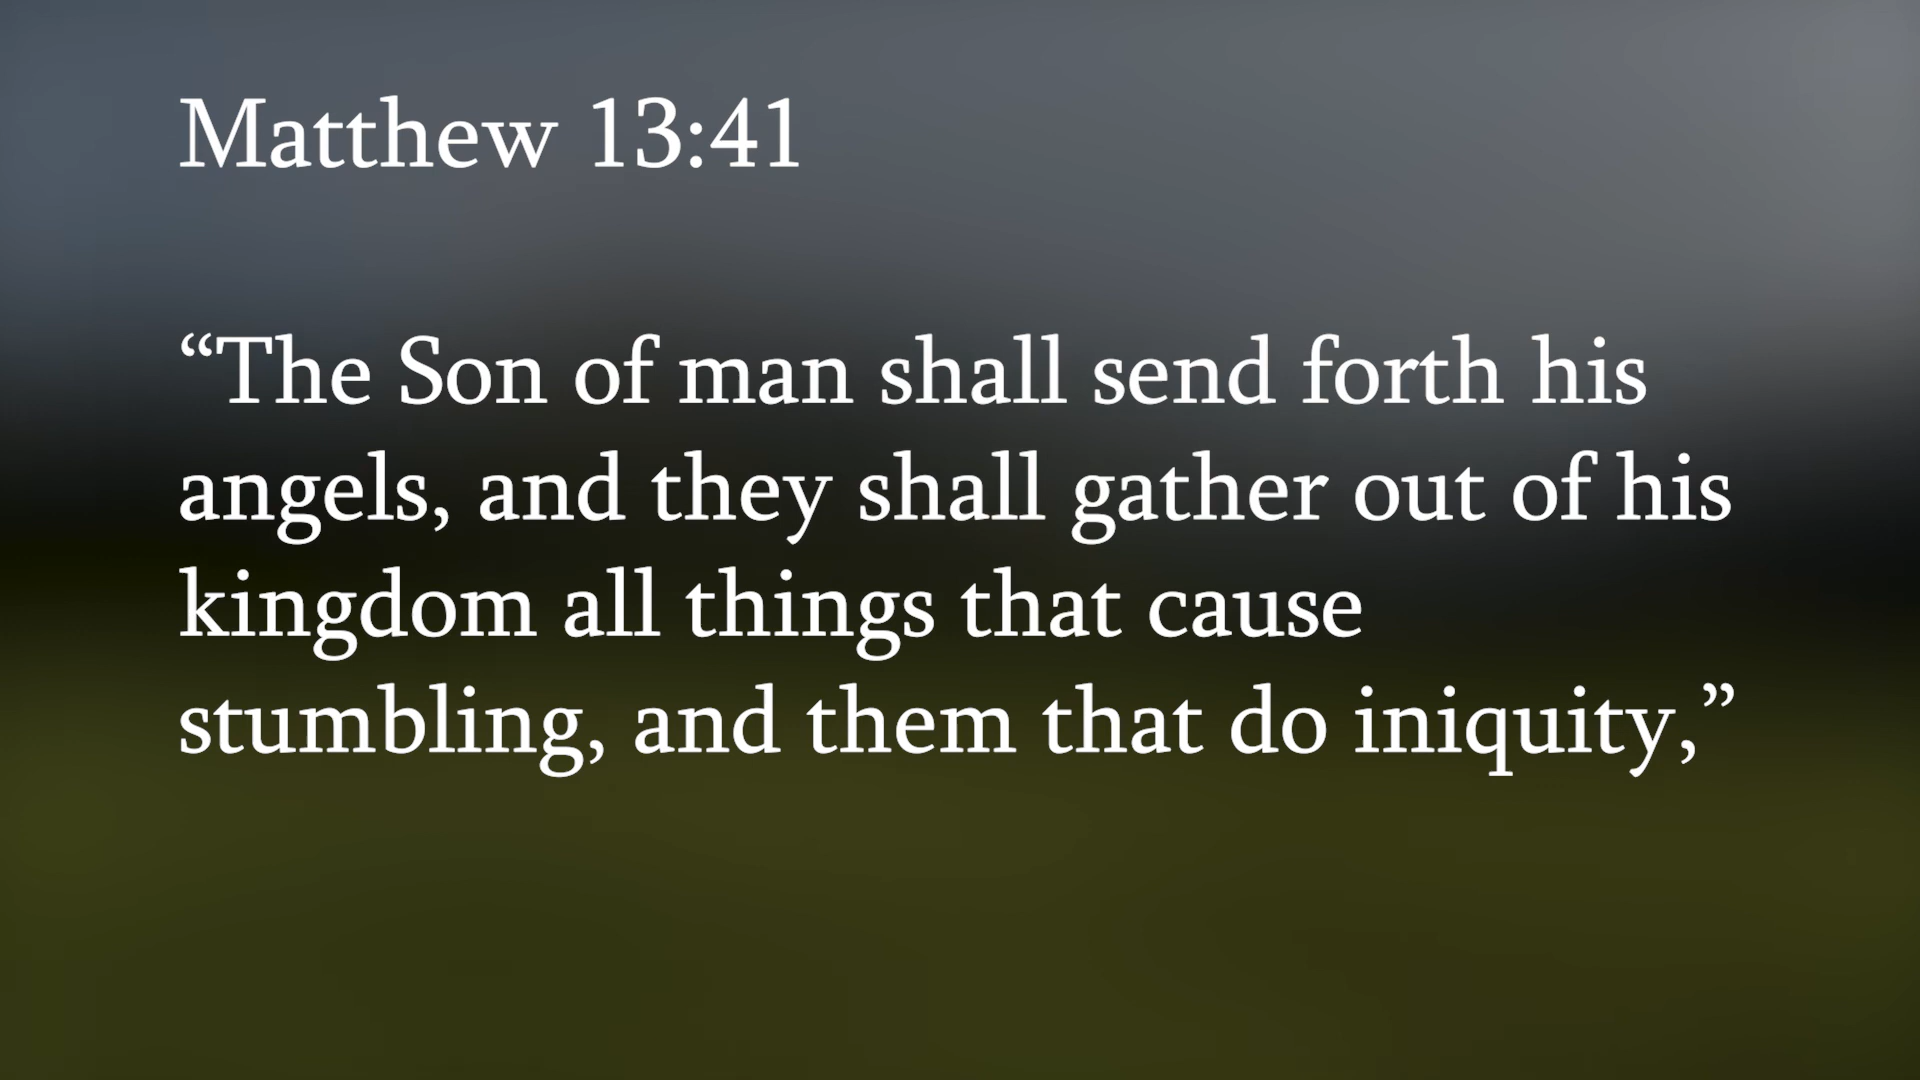 Matthew 13:41
“The Son of man shall send forth his
angels, and they shall gather out of his
kingdom all things that cause
stumbling, and them that do iniquity,”